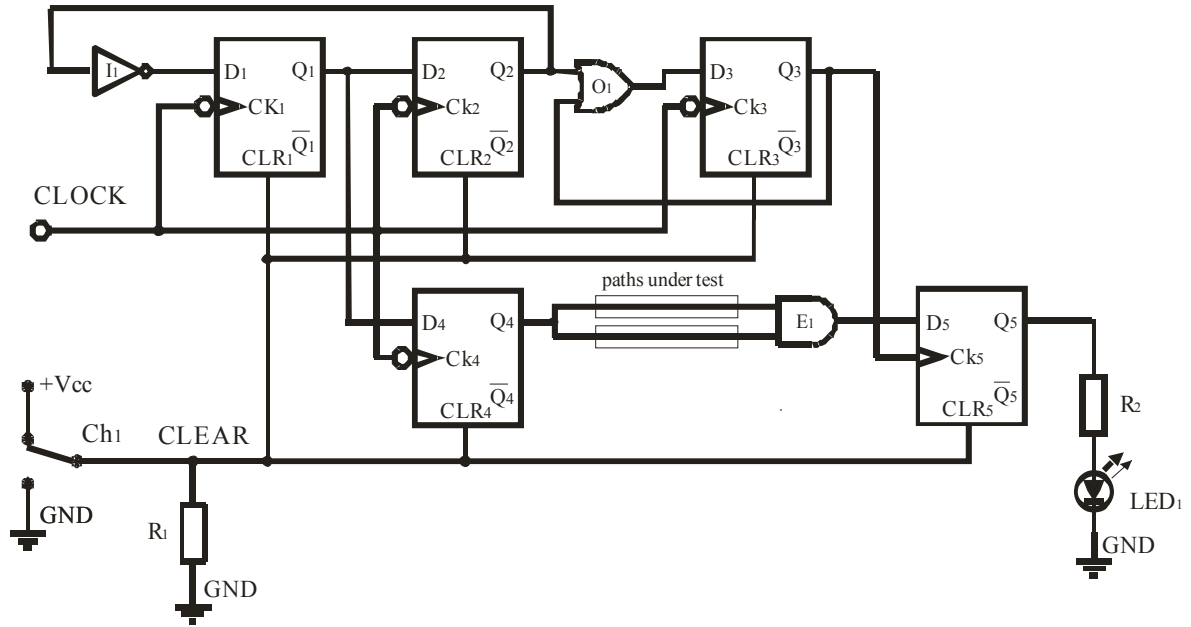 I1
D1 Q1
CK1
Q1
CLR1
D2 Q2
Ck2
Q2
CLR2
O1
D3 Q3
Ck3
Q3
CLR3
CLOCK
paths under test
D4 Q4
Ck4
Q4
CLR4
E1
D5 Q5
Ck5
Q5
CLR5
+Vcc
Ch1
CLEAR
GND
R1
GND
R2
LED1
GND